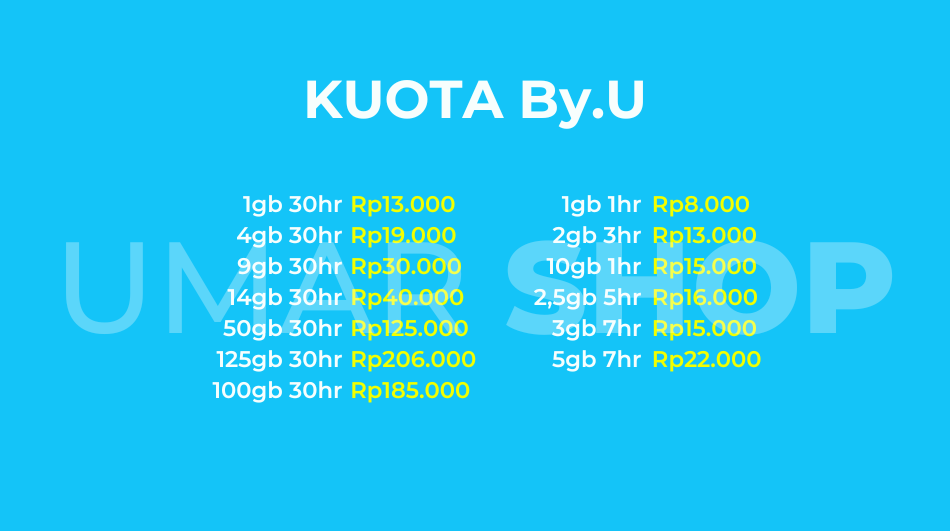 KUOTA By.U
1gb 30hr Rp13.000
4gb 30hr Rp19.000
9gb 30hr Rp30.000
14gb 30hr Rp40.000
50gb 30hr Rp125.000
125gb 30hr Rp206.000
100gb 30hr Rp185.000
1gb 1hr Rp8.000
2gb 3hr Rp13.000
10gb 1hr Rp15.000
2,5gb 5hr Rp16.000
3gb 7hr Rp15.000
5gb 7hr Rp22.000
UMAR SHOP